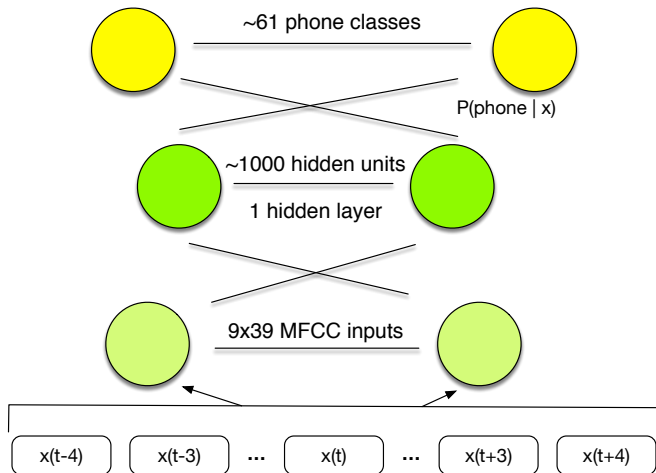 ~61 phone classes
P(phone | x)
~1000 hidden units
1 hidden layer
9x39 MFCC inputs
x(t-4) x(t-3) ... x(t) ... x(t+3) x(t+4)